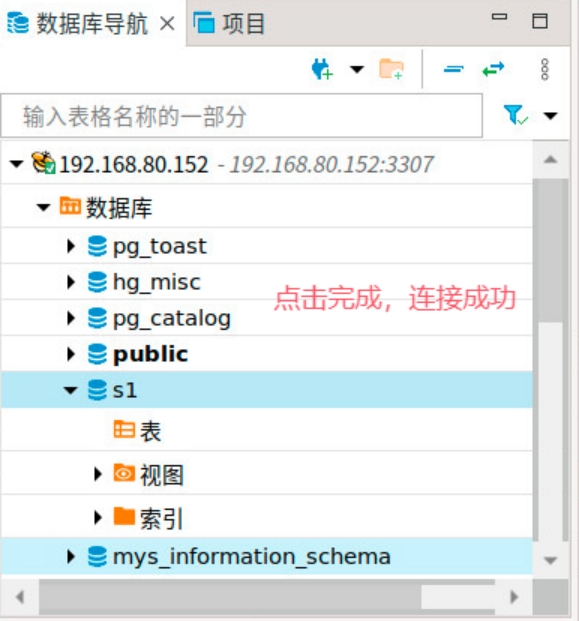 数据库导航 项目
输入表格名称的一部分
192.168.80.152 - 192.168.80.152:3307
数据库
pg_toast
hg_misc
点击完成，连接成功
pg_catalog
public
s1
表
视图
索引
mys_information_schema